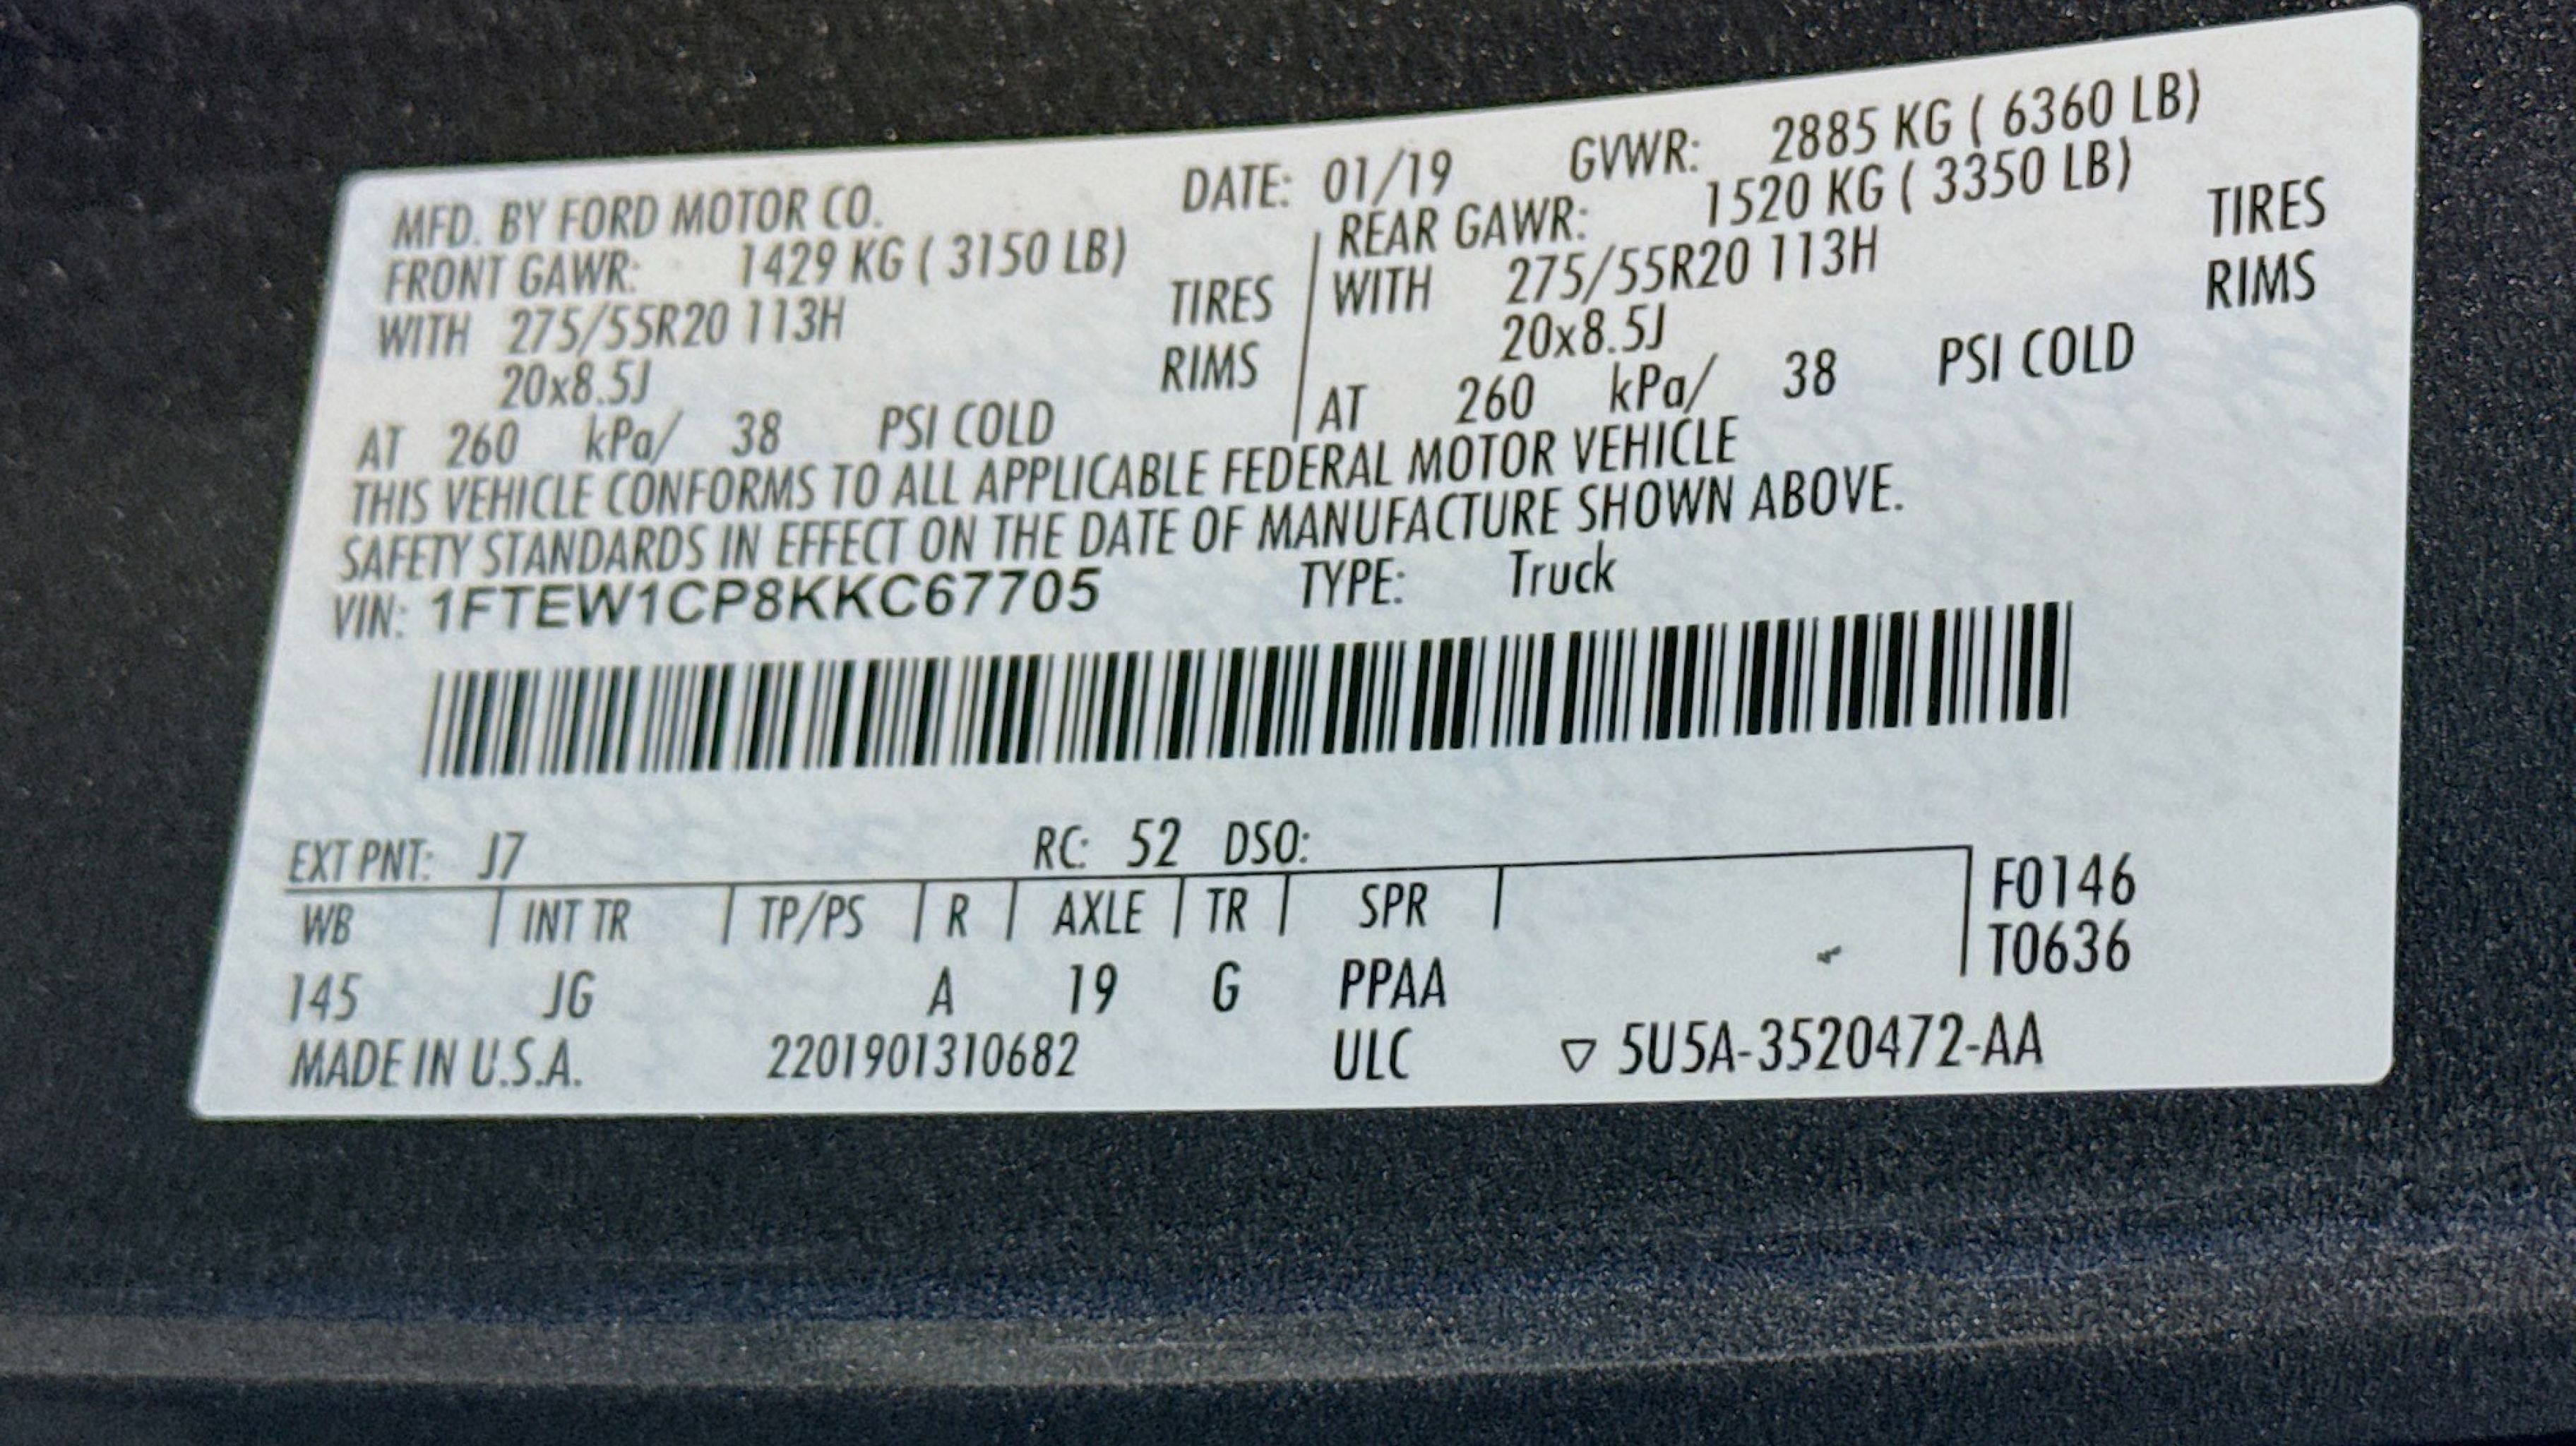 MFD. BY FORD MOTOR CO. DATE: 01/19 GVWR: 2885 KG ( 6360 LB)
FRONT GAWR: 1429 KG ( 3150 LB) REAR GAWR: 1520 KG ( 3350 LB)
WITH 275/55R20 113H TIRES WITH 275/55R20 113H TIRES
20x8.5J RIMS 20x8.5J RIMS
AT 260 kPa/ 38 PSI COLD AT 260 kPa/ 38 PSI COLD
THIS VEHICLE CONFORMS TO ALL APPLICABLE FEDERAL MOTOR VEHICLE
SAFETY STANDARDS IN EFFECT ON THE DATE OF MANUFACTURE SHOWN ABOVE.
VIN: 1FTEW1CP8KKC67705 TYPE: Truck
EXT PNT: J7 RC: 52 DSO:
WB INT TR TP/PS R AXLE TR SPR F0146
T0636
145 JG A 19 G PPAA
MADE IN U.S.A. 2201901310682 ULC ▽ 5U5A-3520472-AA